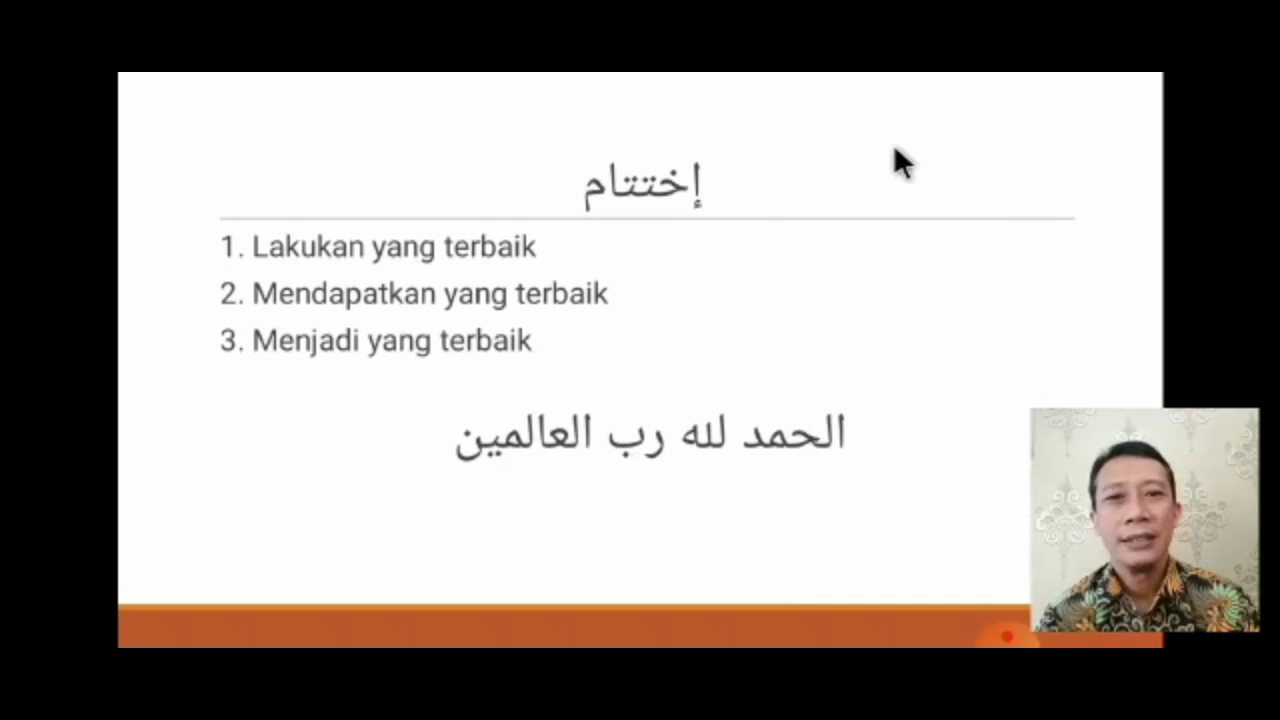 إختتام
1. Lakukan yang terbaik
2. Mendapatkan yang terbaik
3. Menjadi yang terbaik
الحمد لله رب العالمين